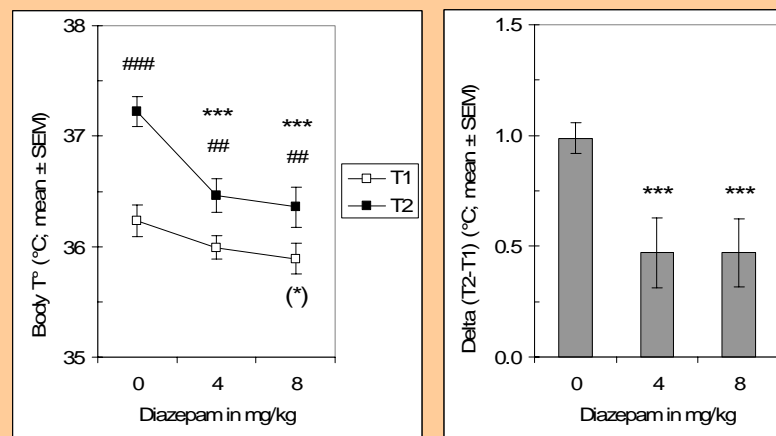 38
37
36
35
Body T° (°C; mean ± SEM)
###
***
##
***
##
(*)
0 4 8
Diazepam in mg/kg
T1
T2
1.5
1.0
0.5
0.0
Delta (T2-T1) (°C; mean ± SEM)
*** ***
0 4 8
Diazepam in mg/kg